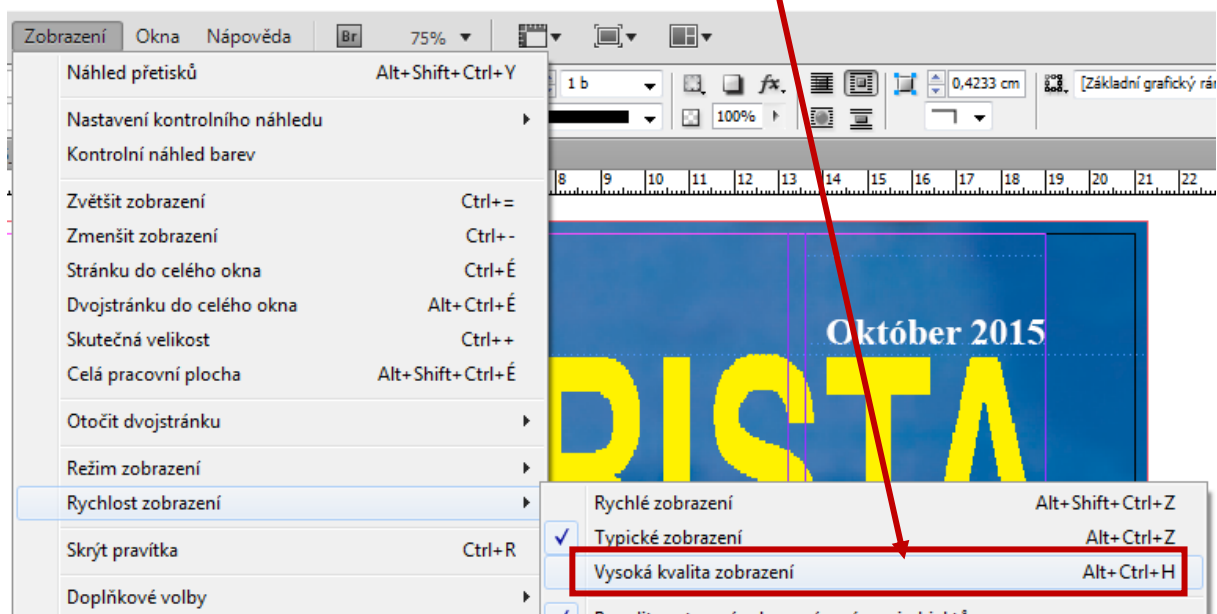 Zobrazení Okna Nápověda Br 75%
Náhled přetisků Alt+Shift+Ctrl+Y
1 b fx. 0,4233 cm [Základní grafický rá
Nastavení kontrolního náhledu
100%
Kontrolní náhled barev
8 9 10 11 12 13 14 15 16 17 18 19 20 21 22
Zvětšit zobrazení Ctrl+=
Zmenšit zobrazení Ctrl+-
Stránku do celého okna Ctrl+É
Dvojstránku do celého okna Alt+Ctrl+É
Skutečná velikost Ctrl++
Október 2015
Celá pracovní plocha Alt+Shift+Ctrl+É
RISTA
Otočit dvojstránku
Režim zobrazení
Rychlost zobrazení
Rychlé zobrazení Alt+Shift+Ctrl+Z
Typické zobrazení Alt+Ctrl+Z
Skrýt pravítka Ctrl+R
Vysoká kvalita zobrazení Alt+Ctrl+H
Doplňkové volby